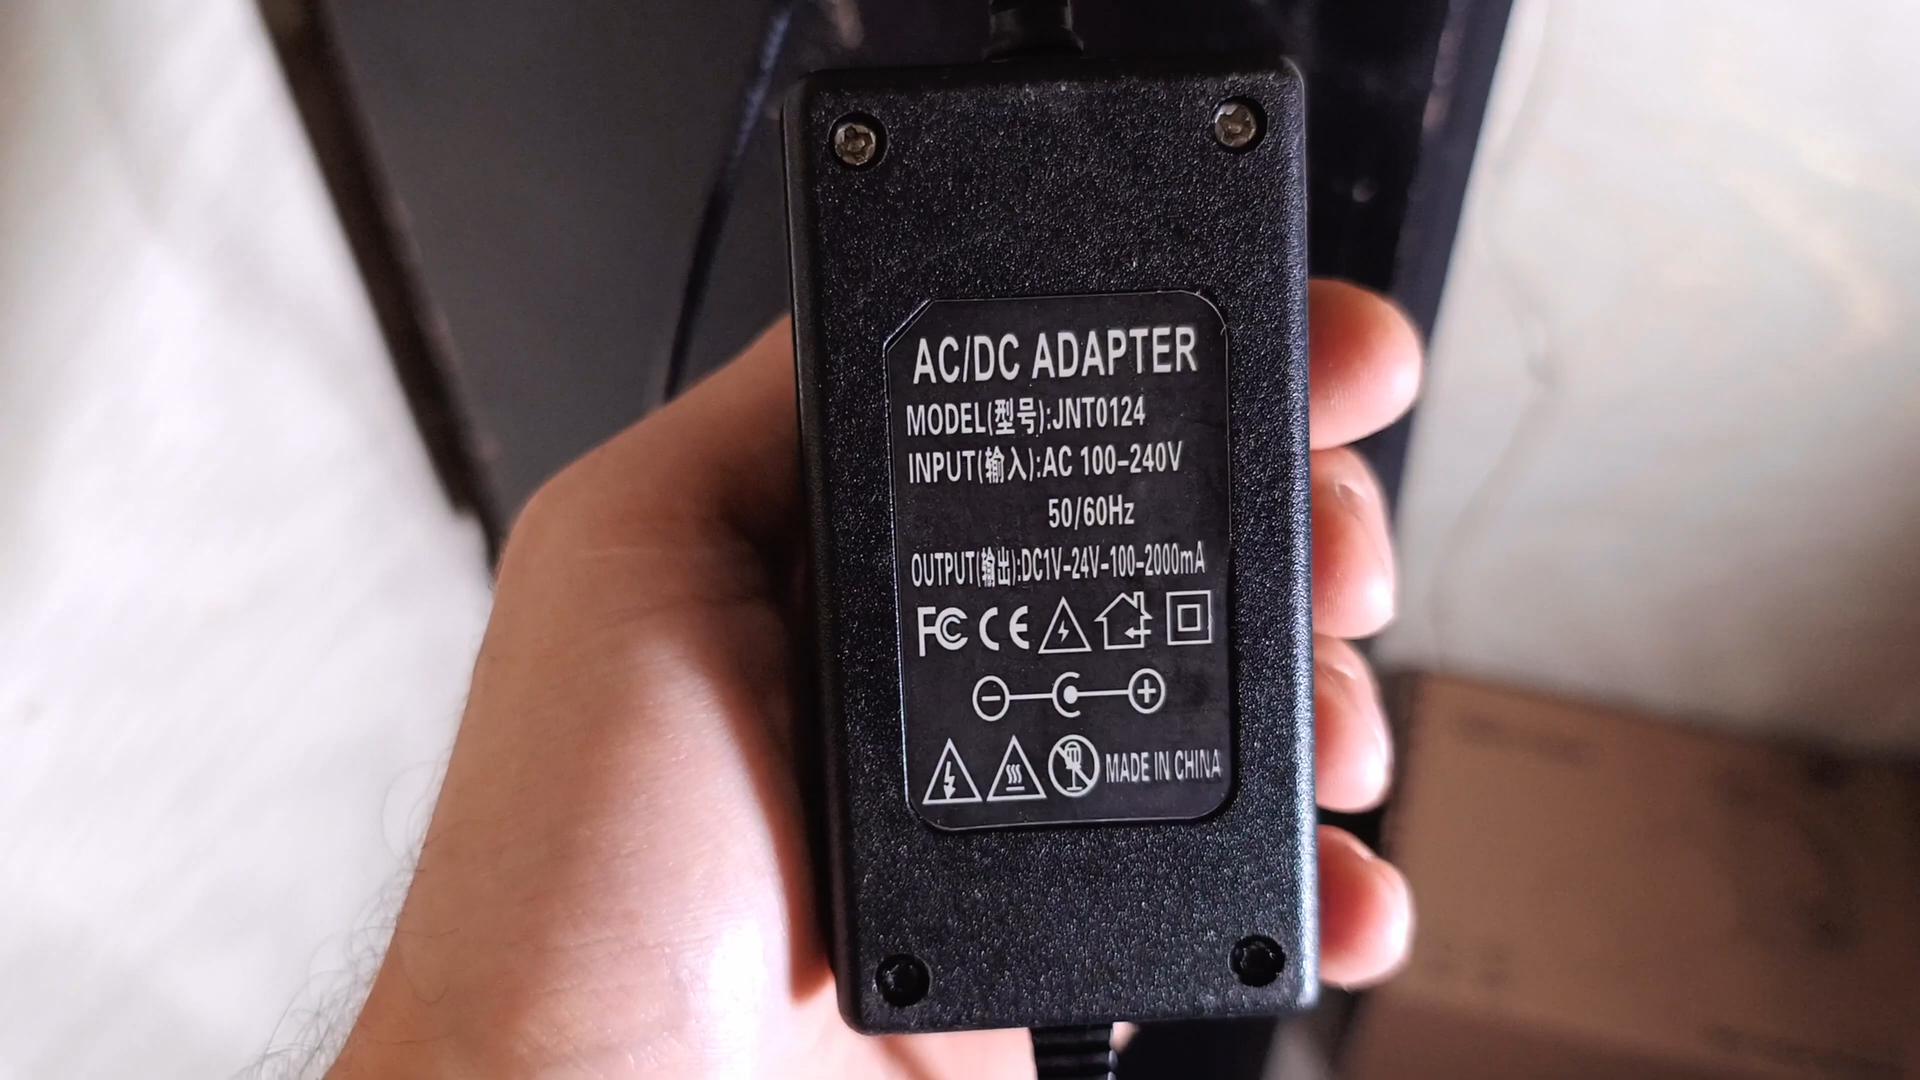 AC/DC ADAPTER
MODEL(型号):JNT0124
INPUT(输入):AC 100-240V
50/60Hz
OUTPUT(输出):DC1V-24V-100-2000mA
FC CE
MADE IN CHINA